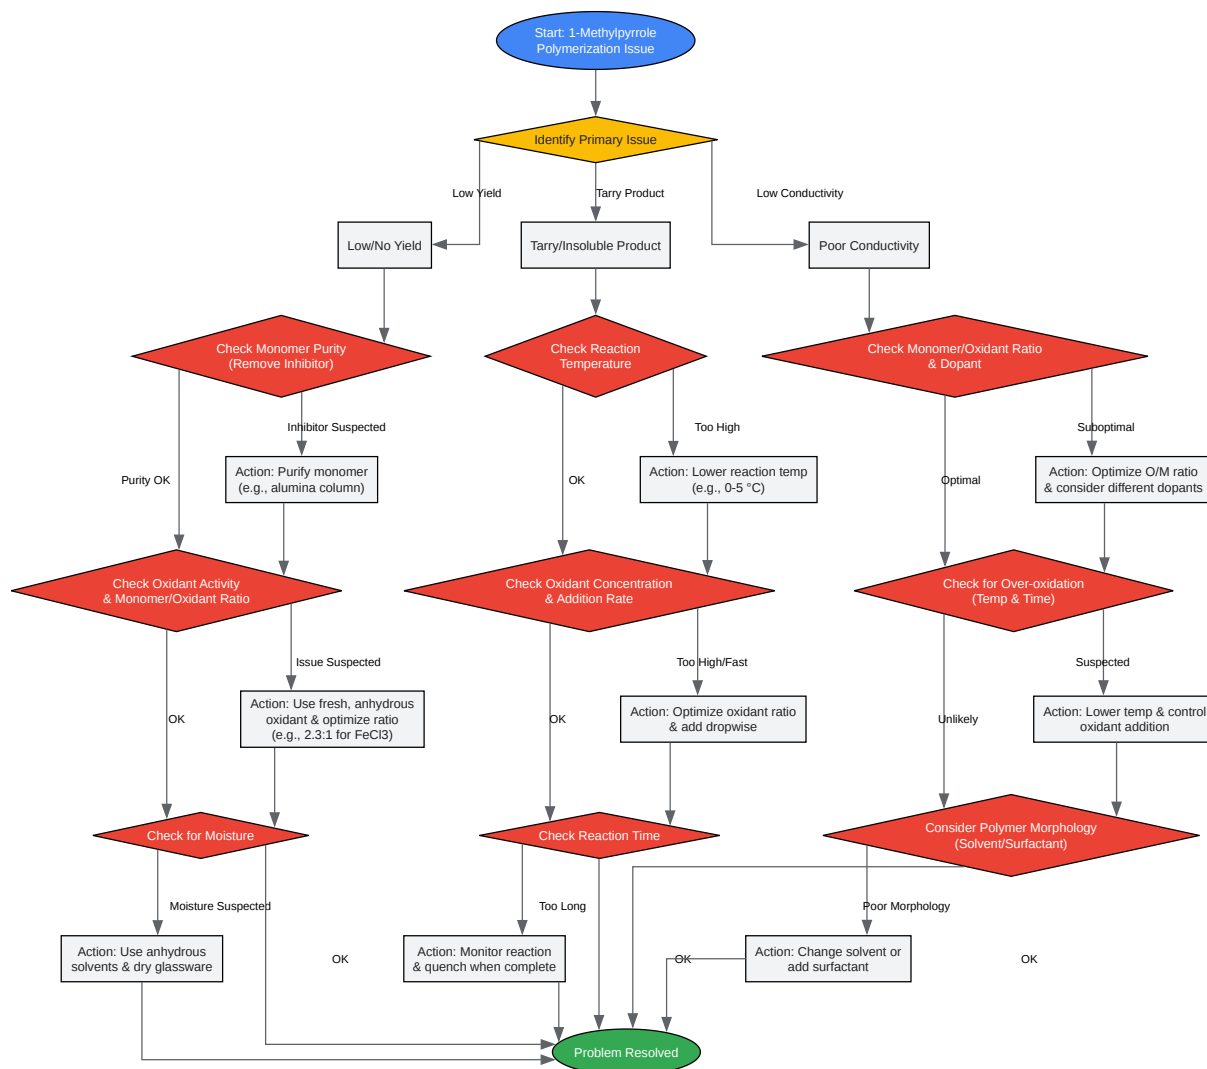 Start: 1-Methylpyrrole
Polymerization Issue
Identify Primary Issue
Low Yield
Tarry Product
Low Conductivity
Low/No Yield
Tarry/Insoluble Product
Poor Conductivity
Check Monomer Purity
(Remove Inhibitor)
Check Reaction
Temperature
Check Monomer/Oxidant Ratio
& Dopant
Inhibitor Suspected
Too High
Suboptimal
Purity OK
Action: Purify monomer
(e.g., alumina column)
OK
Action: Lower reaction temp
(e.g., 0-5 °C)
Optimal
Action: Optimize O/M ratio
& consider different dopants
Check Oxidant Activity
& Monomer/Oxidant Ratio
Check Oxidant Concentration
& Addition Rate
Check for Over-oxidation
(Temp & Time)
Issue Suspected
Too High/Fast
Suspected
OK
Action: Use fresh, anhydrous
oxidant & optimize ratio
(e.g., 2.3:1 for FeCl3)
OK
Action: Optimize oxidant ratio
& add dropwise
Unlikely
Action: Lower temp & control
oxidant addition
Check for Moisture
Check Reaction Time
Consider Polymer Morphology
(Solvent/Surfactant)
Moisture Suspected
Too Long
Poor Morphology
Action: Use anhydrous
solvents & dry glassware
OK
Action: Monitor reaction
& quench when complete
OK
Action: Change solvent or
add surfactant
OK
Problem Resolved